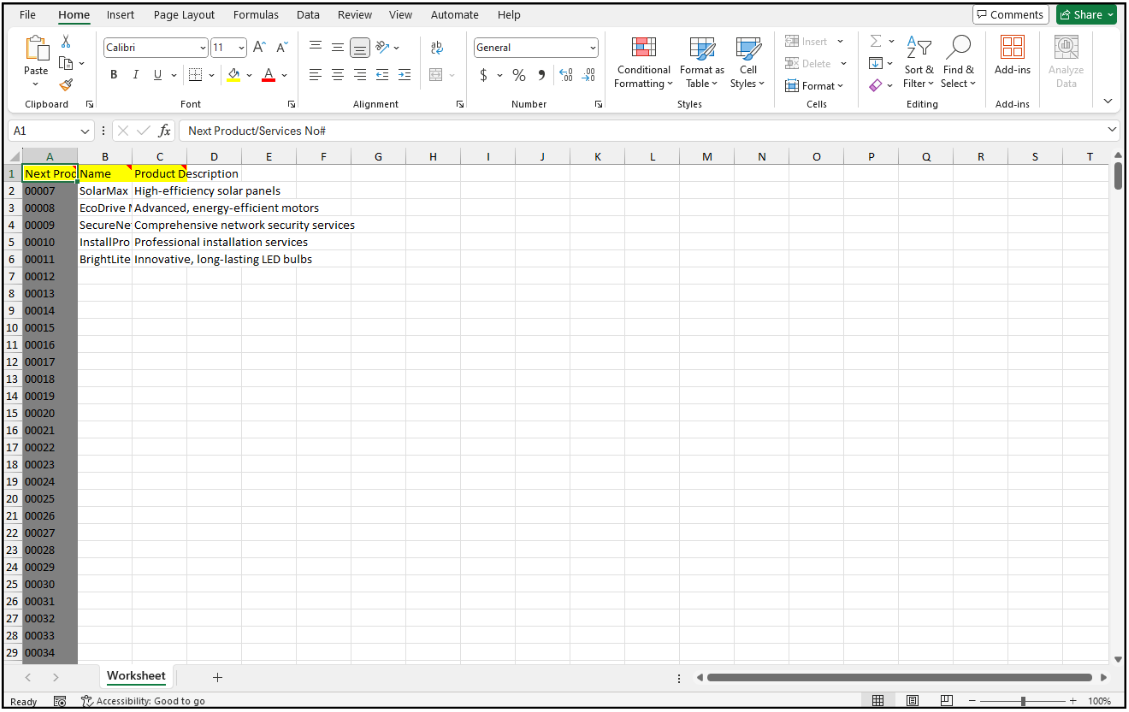 File Home Insert Page Layout Formulas Data Review View Automate Help Comments Share
Calibri 11 A A ab General Insert Σ
Paste Conditional Format as Cell Delete Sort & Find & Add-ins Analyze
B I U A $ % Formatting Table Styles Format Filter Select Data
Clipboard Font Alignment Number Styles Cells Editing Add-ins
A1 fx Next Product/Services No#
A B C D E F G H I J K L M N O P Q R S T
1 Next Prod Name Product Description
2 00007 SolarMax High-efficiency solar panels
3 00008 EcoDrive Advanced, energy-efficient motors
4 00009 SecureNe Comprehensive network security services
5 00010 InstallPro Professional installation services
6 00011 BrightLite Innovative, long-lasting LED bulbs
7 00012
8 00013
9 00014
10 00015
11 00016
12 00017
13 00018
14 00019
15 00020
16 00021
17 00022
18 00023
19 00024
20 00025
21 00026
22 00027
23 00028
24 00029
25 00030
26 00031
27 00032
28 00033
29 00034
Worksheet +
Ready Accessibility: Good to go 100%